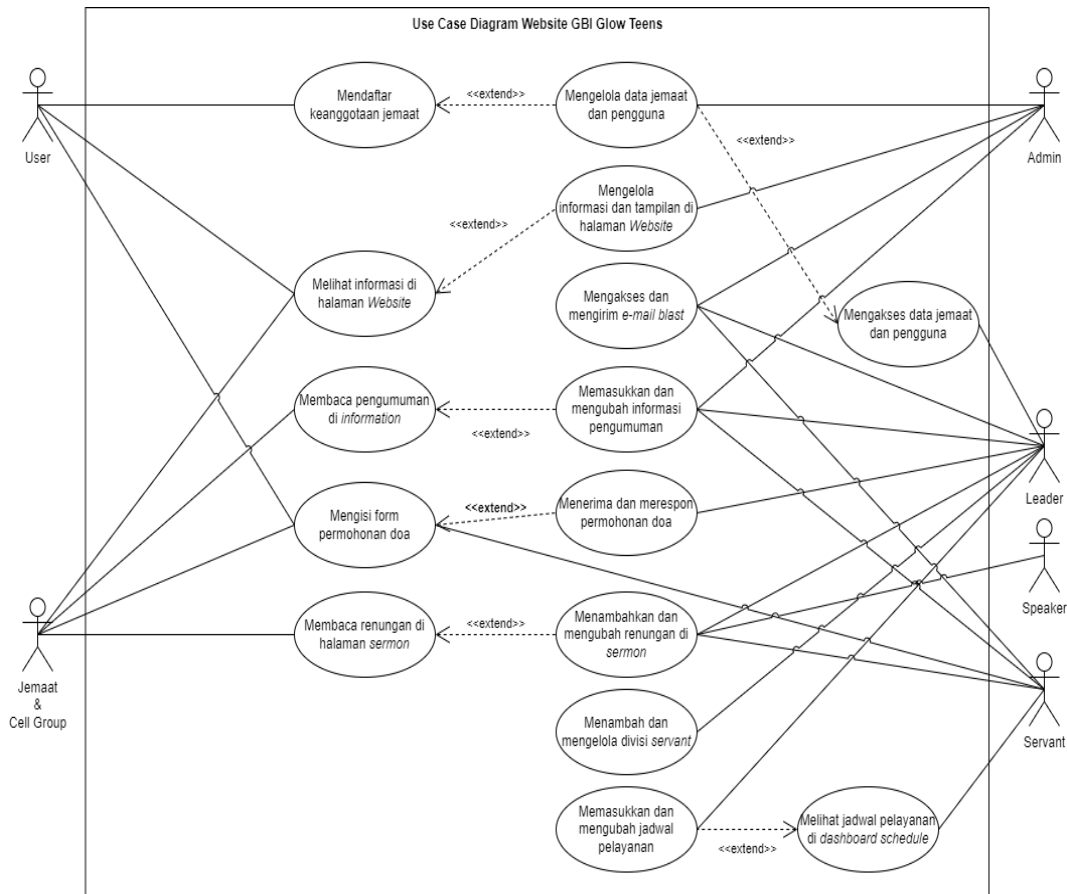 Use Case Diagram Website GBI Glow Teens
User
Mendaftar
keanggotaan jemaat
<<extend>>
Mengelola data jemaat
dan pengguna
<<extend>>
Admin
Mengelola
informasi dan tampilan di
halaman Website
<<extend>>
Melihat informasi di
halaman Website
Mengakses dan
mengirim e-mail blast
Mengakses data jemaat
dan pengguna
Membaca pengumuman
di information
<<extend>>
Memasukkan dan
mengubah informasi
pengumuman
Leader
Mengisi form
permohonan doa
<<extend>>
Menerima dan merespon
permohonan doa
Speaker
Jemaat
&
Cell Group
Membaca renungan di
halaman sermon
<<extend>>
Menambahkan dan
mengubah renungan di
sermon
Servant
Menambah dan
mengelola divisi servant
Memasukkan dan
mengubah jadwal
pelayanan
<<extend>>
Melihat jadwal pelayanan
di dashboard schedule